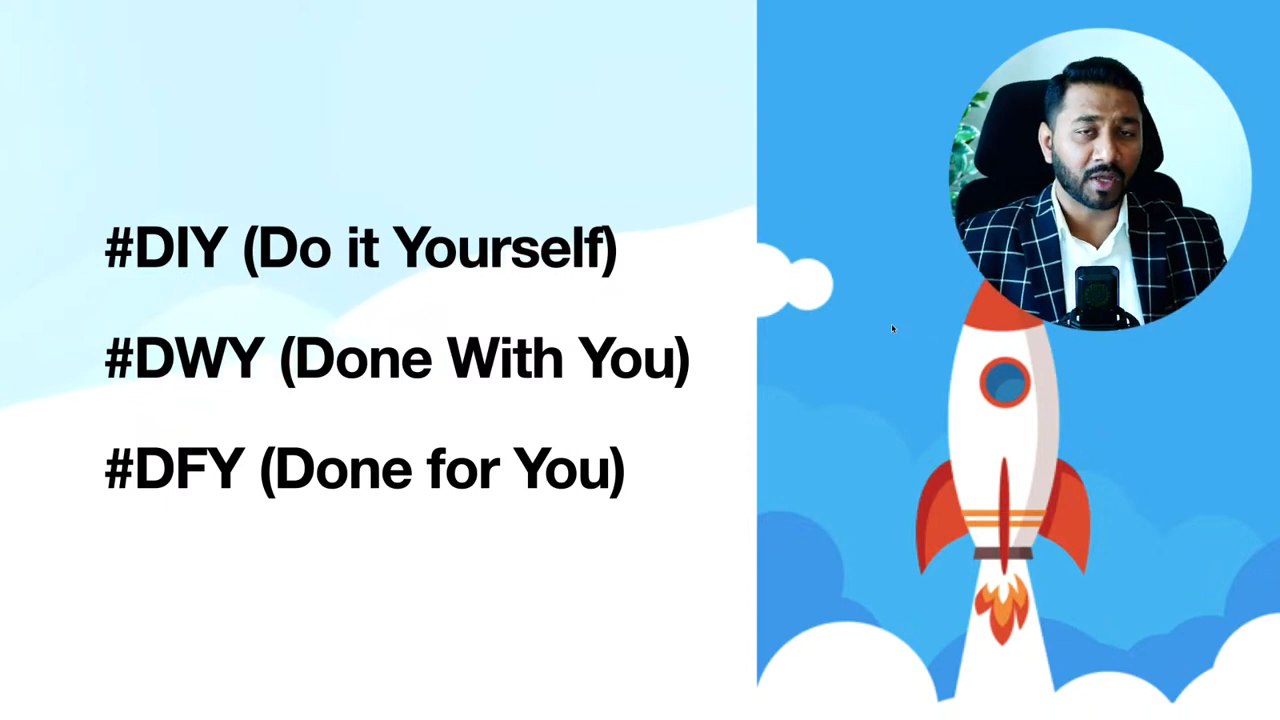 #DIY (Do it Yourself)
#DWY (Done With You)
#DFY (Done for You)